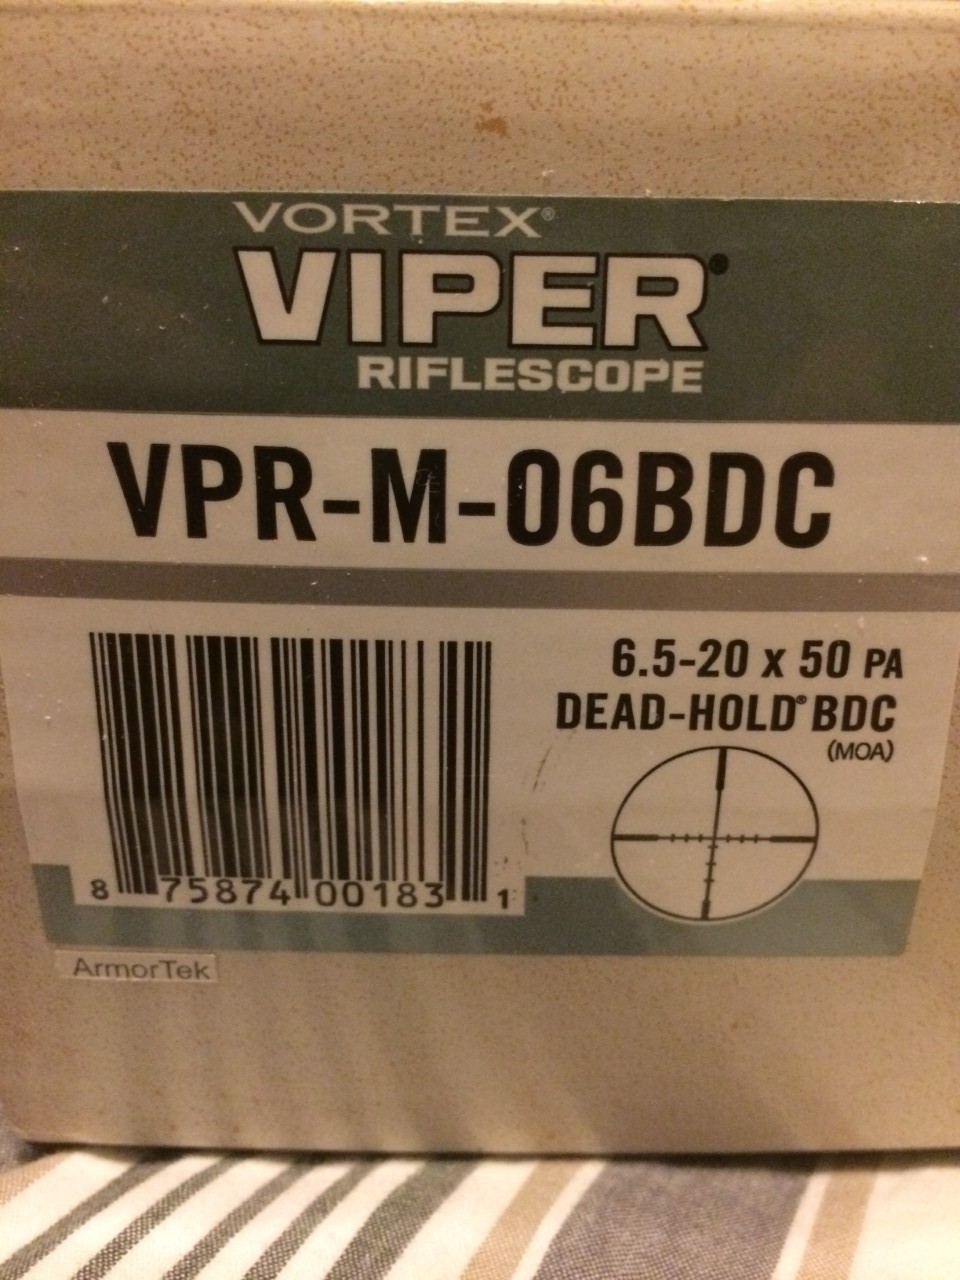 VORTEX®
VIPER®
RIFLESCOPE
VPR-M-06BDC
6.5-20 x 50 PA
DEAD-HOLD® BDC
(MOA)
8 75874 00183 1
ArmorTek